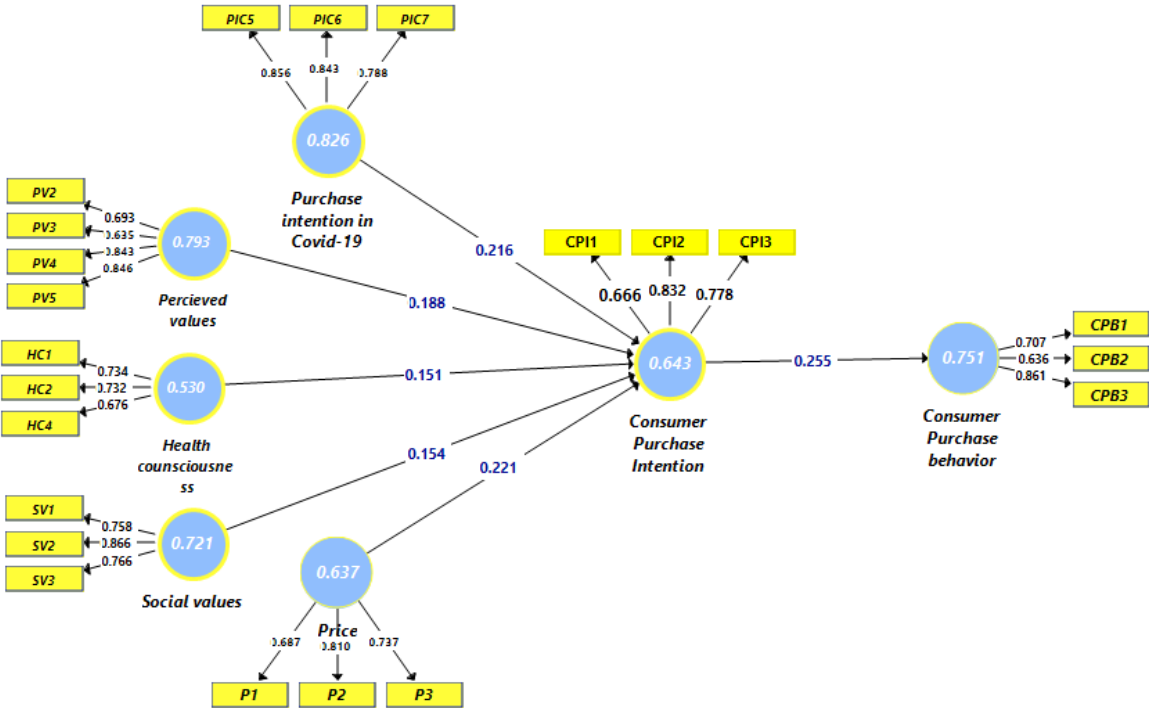 PIC5 PIC6 PIC7
0.856 0.843 0.788
0.826
Purchase
intention in
Covid-19
PV2
PV3
PV4
PV5
0.693
0.635
0.843
0.846
0.793
Percieved
values
HC1
HC2
HC4
0.734
0.732
0.676
0.530
Health
counsciousne
ss
SV1
SV2
SV3
0.758
0.866
0.766
0.721
Social values
0.637
Price
0.687 0.810 0.737
P1 P2 P3
0.216
0.188
0.151
0.154
0.221
CPI1 CPI2 CPI3
0.666 0.832 0.778
0.643
Consumer
Purchase
Intention
0.255
0.751
Consumer
Purchase
behavior
0.707
0.636
0.861
CPB1
CPB2
CPB3